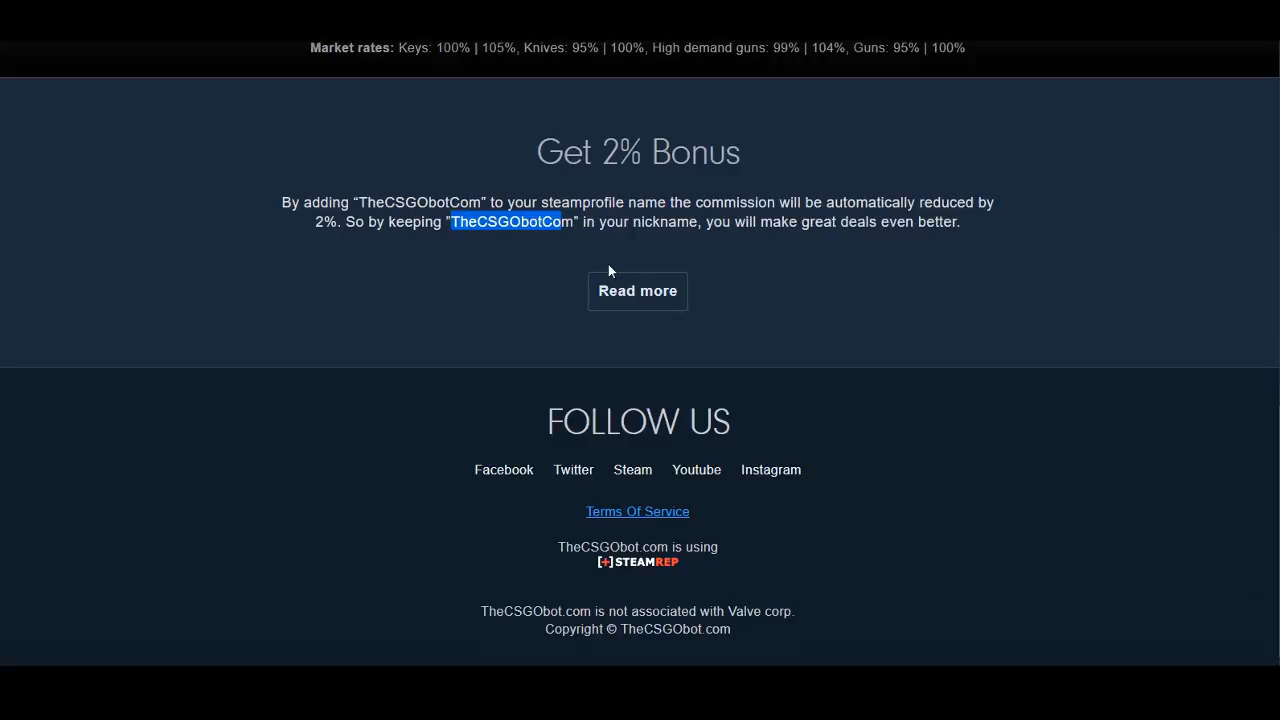 Market rates: Keys: 100% | 105%, Knives: 95% | 100%, High demand guns: 99% | 104%, Guns: 95% | 100%
Get 2% Bonus
By adding “TheCSGObotCom” to your steamprofile name the commission will be automatically reduced by
2%. So by keeping "TheCSGObotCom” in your nickname, you will make great deals even better.
Read more
FOLLOW US
Facebook Twitter Steam Youtube Instagram
Terms Of Service
TheCSGObot.com is using
[+] STEAMREP
TheCSGObot.com is not associated with Valve corp.
Copyright © TheCSGObot.com